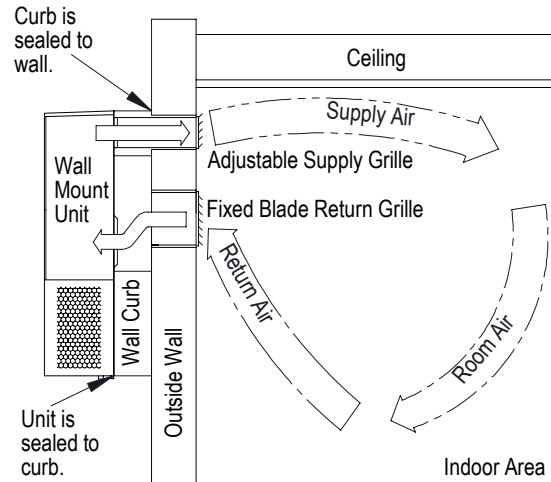 Curb is
sealed to
wall.
Ceiling
Supply Air
Adjustable Supply Grille
Wall
Mount
Unit
Fixed Blade Return Grille
Return Air
Room Air
Wall Curb
Outside Wall
Unit is
sealed to
curb.
Indoor Area